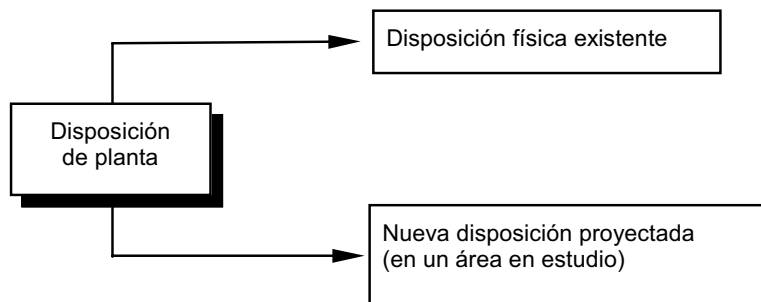 Disposición física existente
Disposición
de planta
Nueva disposición proyectada
(en un área en estudio)